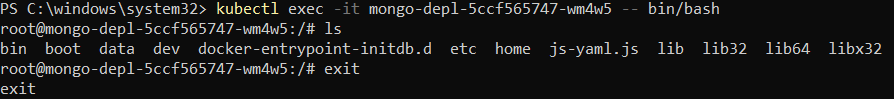 PS C:\windows\system32> kubectl exec -it mongo-depl-5ccf565747-wm4w5 -- bin/bash
root@mongo-depl-5ccf565747-wm4w5:/# ls
bin  boot  data  dev  docker-entrypoint-initdb.d  etc  home  js-yaml.js  lib  lib32  lib64  libx32
root@mongo-depl-5ccf565747-wm4w5:/# exit
exit